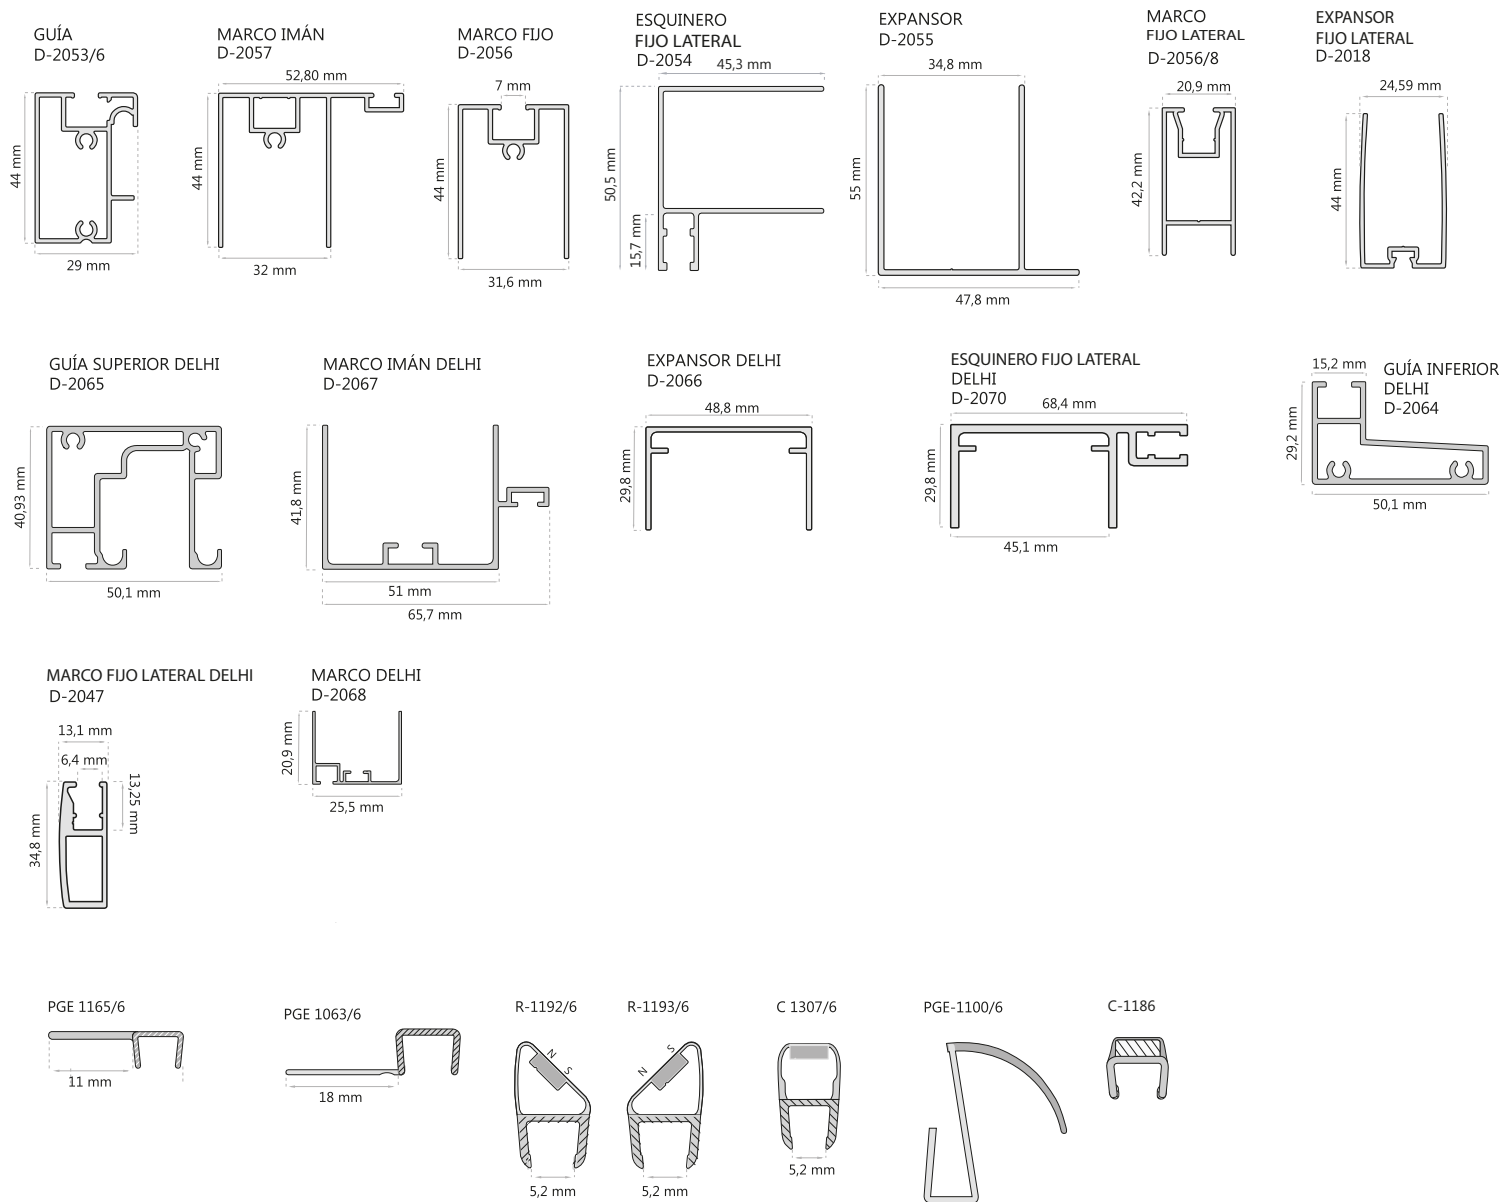 GUÍA
D-2053/6
44 mm
29 mm
MARCO IMÁN
D-2057
52,80 mm
44 mm
32 mm
MARCO FIJO
D-2056
7 mm
44 mm
31,6 mm
ESQUINERO
FIJO LATERAL
D-2054
45,3 mm
50,5 mm
15,7 mm
EXPANSOR
D-2055
34,8 mm
55 mm
47,8 mm
MARCO
FIJO LATERAL
D-2056/8
20,9 mm
42,2 mm
EXPANSOR
FIJO LATERAL
D-2018
24,59 mm
44 mm
GUÍA SUPERIOR DELHI
D-2065
40,93 mm
50,1 mm
MARCO IMÁN DELHI
D-2067
41,8 mm
51 mm
65,7 mm
EXPANSOR DELHI
D-2066
48,8 mm
29,8 mm
ESQUINERO FIJO LATERAL
DELHI
D-2070
68,4 mm
29,8 mm
45,1 mm
15,2 mm
GUÍA INFERIOR
DELHI
D-2064
29,2 mm
50,1 mm
MARCO FIJO LATERAL DELHI
D-2047
13,1 mm
6,4 mm
13,25 mm
34,8 mm
MARCO DELHI
D-2068
20,9 mm
25,5 mm
PGE 1165/6
11 mm
PGE 1063/6
18 mm
R-1192/6
N
S
5,2 mm
R-1193/6
S
N
5,2 mm
C 1307/6
5,2 mm
PGE-1100/6
C-1186